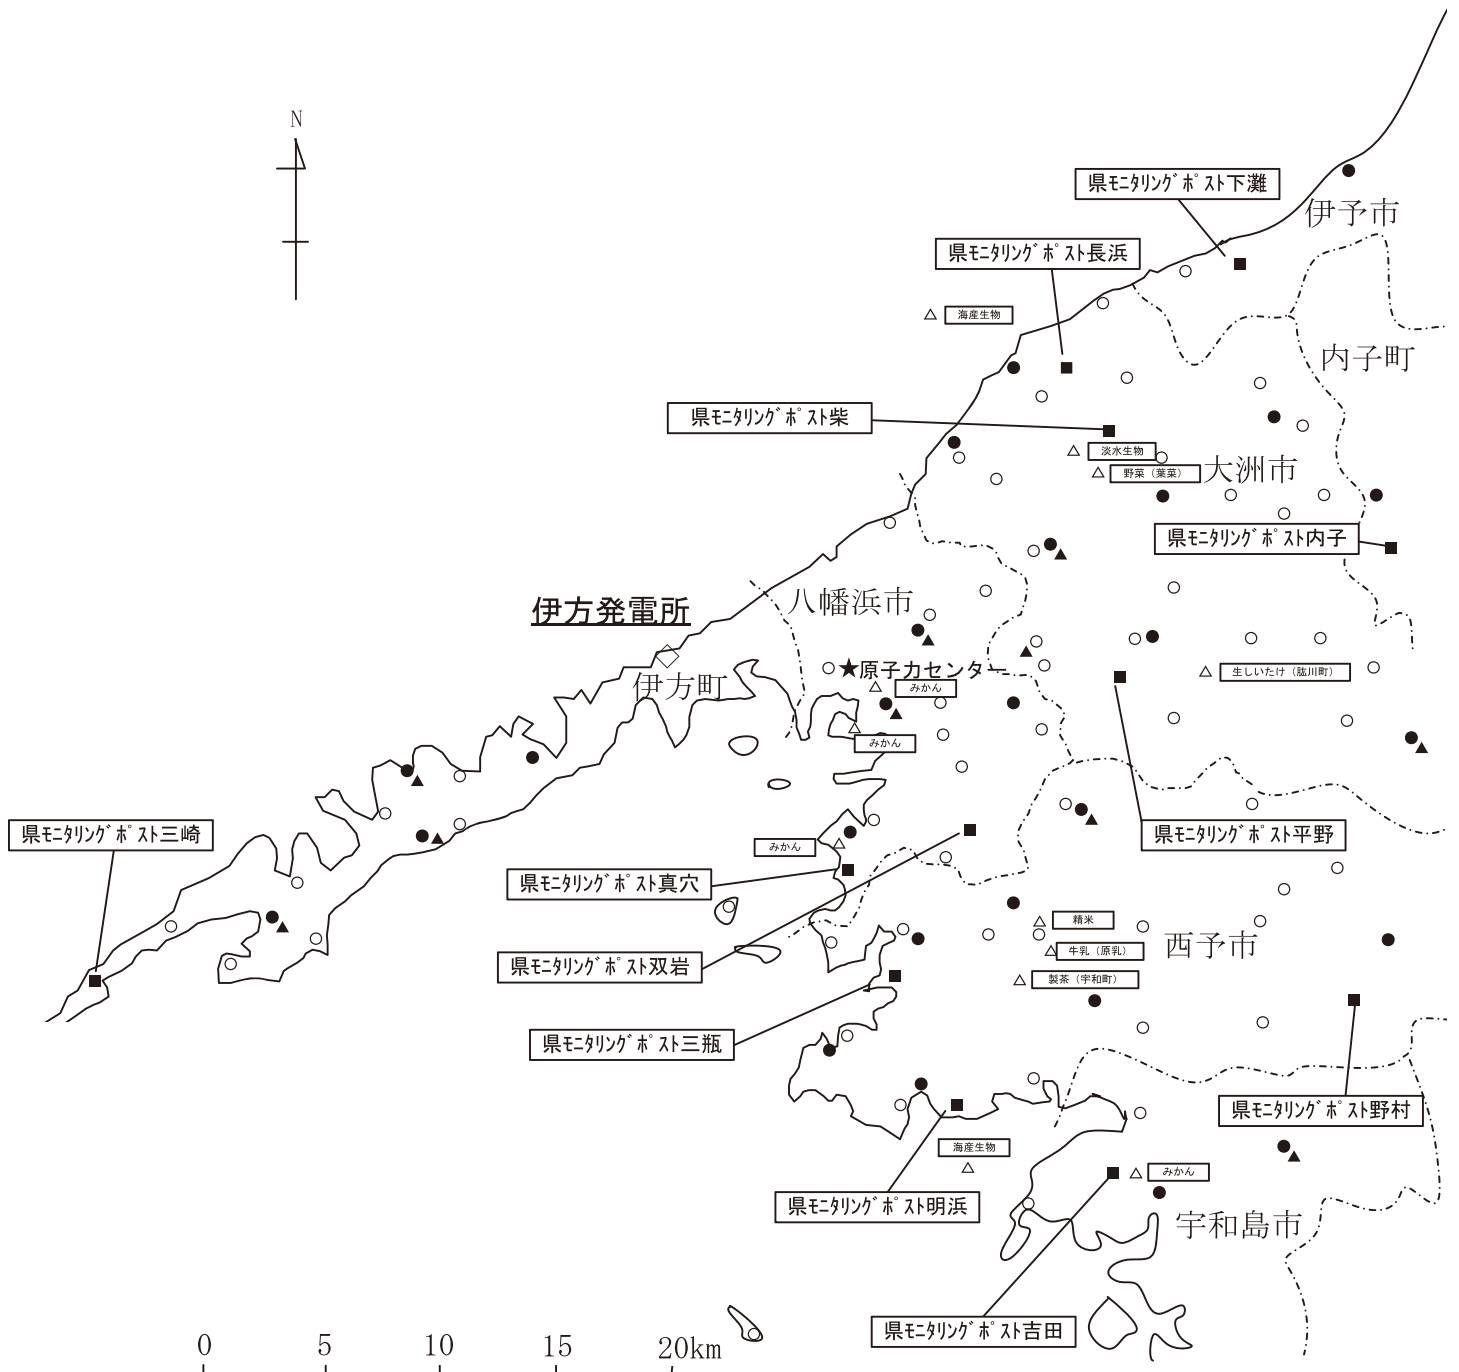 N
県ﾓﾆﾀﾘﾝｸﾞﾎﾟｽﾄ下灘
伊予市
県ﾓﾆﾀﾘﾝｸﾞﾎﾟｽﾄ長浜
海産生物
内子町
県ﾓﾆﾀﾘﾝｸﾞﾎﾟｽﾄ柴
淡水生物
野菜（葉菜）
大洲市
県ﾓﾆﾀﾘﾝｸﾞﾎﾟｽﾄ内子
八幡浜市
伊方発電所
★原子力センター
生しいたけ（肱川町）
伊方町
みかん
みかん
県ﾓﾆﾀﾘﾝｸﾞﾎﾟｽﾄ三崎
県ﾓﾆﾀﾘﾝｸﾞﾎﾟｽﾄ平野
みかん
県ﾓﾆﾀﾘﾝｸﾞﾎﾟｽﾄ真穴
精米
西予市
牛乳（原乳）
県ﾓﾆﾀﾘﾝｸﾞﾎﾟｽﾄ双岩
製茶（宇和町）
県ﾓﾆﾀﾘﾝｸﾞﾎﾟｽﾄ三瓶
県ﾓﾆﾀﾘﾝｸﾞﾎﾟｽﾄ野村
海産生物
みかん
県ﾓﾆﾀﾘﾝｸﾞﾎﾟｽﾄ明浜
宇和島市
県ﾓﾆﾀﾘﾝｸﾞﾎﾟｽﾄ吉田
0 5 10 15 20km